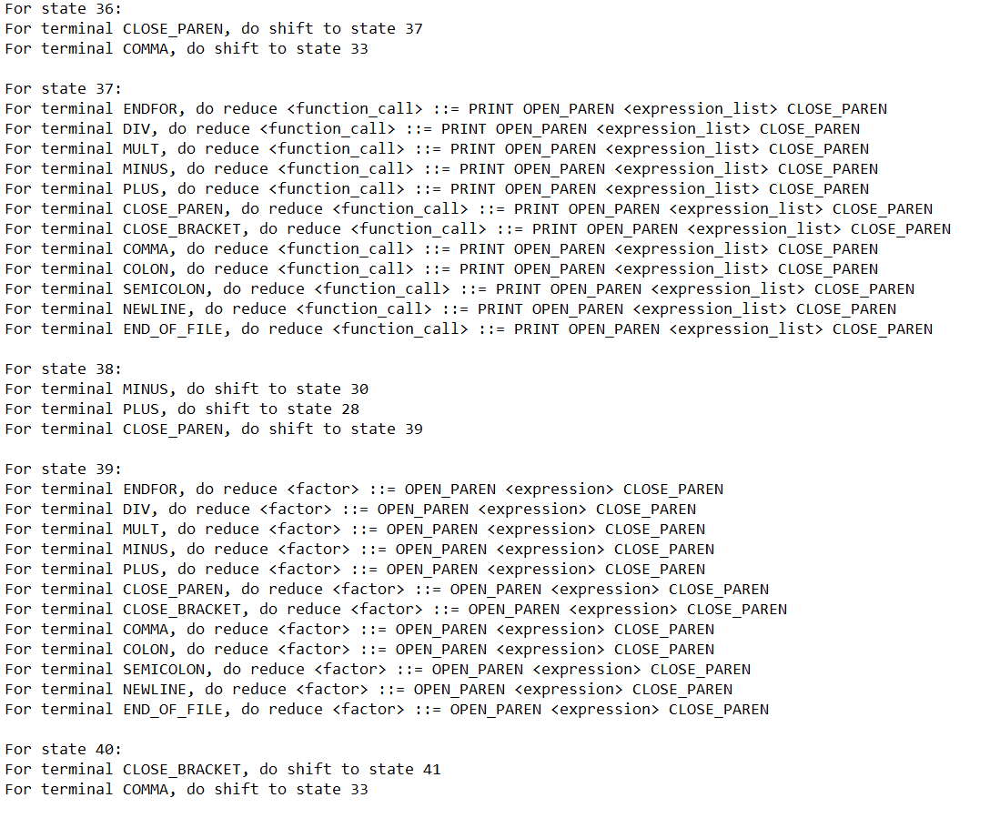 For state 36:
For terminal CLOSE_PAREN, do shift to state 37
For terminal COMMA, do shift to state 33

For state 37:
For terminal ENDFOR, do reduce <function_call> ::= PRINT OPEN_PAREN <expression_list> CLOSE_PAREN
For terminal DIV, do reduce <function_call> ::= PRINT OPEN_PAREN <expression_list> CLOSE_PAREN
For terminal MULT, do reduce <function_call> ::= PRINT OPEN_PAREN <expression_list> CLOSE_PAREN
For terminal MINUS, do reduce <function_call> ::= PRINT OPEN_PAREN <expression_list> CLOSE_PAREN
For terminal PLUS, do reduce <function_call> ::= PRINT OPEN_PAREN <expression_list> CLOSE_PAREN
For terminal CLOSE_PAREN, do reduce <function_call> ::= PRINT OPEN_PAREN <expression_list> CLOSE_PAREN
For terminal CLOSE_BRACKET, do reduce <function_call> ::= PRINT OPEN_PAREN <expression_list> CLOSE_PAREN
For terminal COMMA, do reduce <function_call> ::= PRINT OPEN_PAREN <expression_list> CLOSE_PAREN
For terminal COLON, do reduce <function_call> ::= PRINT OPEN_PAREN <expression_list> CLOSE_PAREN
For terminal SEMICOLON, do reduce <function_call> ::= PRINT OPEN_PAREN <expression_list> CLOSE_PAREN
For terminal NEWLINE, do reduce <function_call> ::= PRINT OPEN_PAREN <expression_list> CLOSE_PAREN
For terminal END_OF_FILE, do reduce <function_call> ::= PRINT OPEN_PAREN <expression_list> CLOSE_PAREN

For state 38:
For terminal MINUS, do shift to state 30
For terminal PLUS, do shift to state 28
For terminal CLOSE_PAREN, do shift to state 39

For state 39:
For terminal ENDFOR, do reduce <factor> ::= OPEN_PAREN <expression> CLOSE_PAREN
For terminal DIV, do reduce <factor> ::= OPEN_PAREN <expression> CLOSE_PAREN
For terminal MULT, do reduce <factor> ::= OPEN_PAREN <expression> CLOSE_PAREN
For terminal MINUS, do reduce <factor> ::= OPEN_PAREN <expression> CLOSE_PAREN
For terminal PLUS, do reduce <factor> ::= OPEN_PAREN <expression> CLOSE_PAREN
For terminal CLOSE_PAREN, do reduce <factor> ::= OPEN_PAREN <expression> CLOSE_PAREN
For terminal CLOSE_BRACKET, do reduce <factor> ::= OPEN_PAREN <expression> CLOSE_PAREN
For terminal COMMA, do reduce <factor> ::= OPEN_PAREN <expression> CLOSE_PAREN
For terminal COLON, do reduce <factor> ::= OPEN_PAREN <expression> CLOSE_PAREN
For terminal SEMICOLON, do reduce <factor> ::= OPEN_PAREN <expression> CLOSE_PAREN
For terminal NEWLINE, do reduce <factor> ::= OPEN_PAREN <expression> CLOSE_PAREN
For terminal END_OF_FILE, do reduce <factor> ::= OPEN_PAREN <expression> CLOSE_PAREN

For state 40:
For terminal CLOSE_BRACKET, do shift to state 41
For terminal COMMA, do shift to state 33